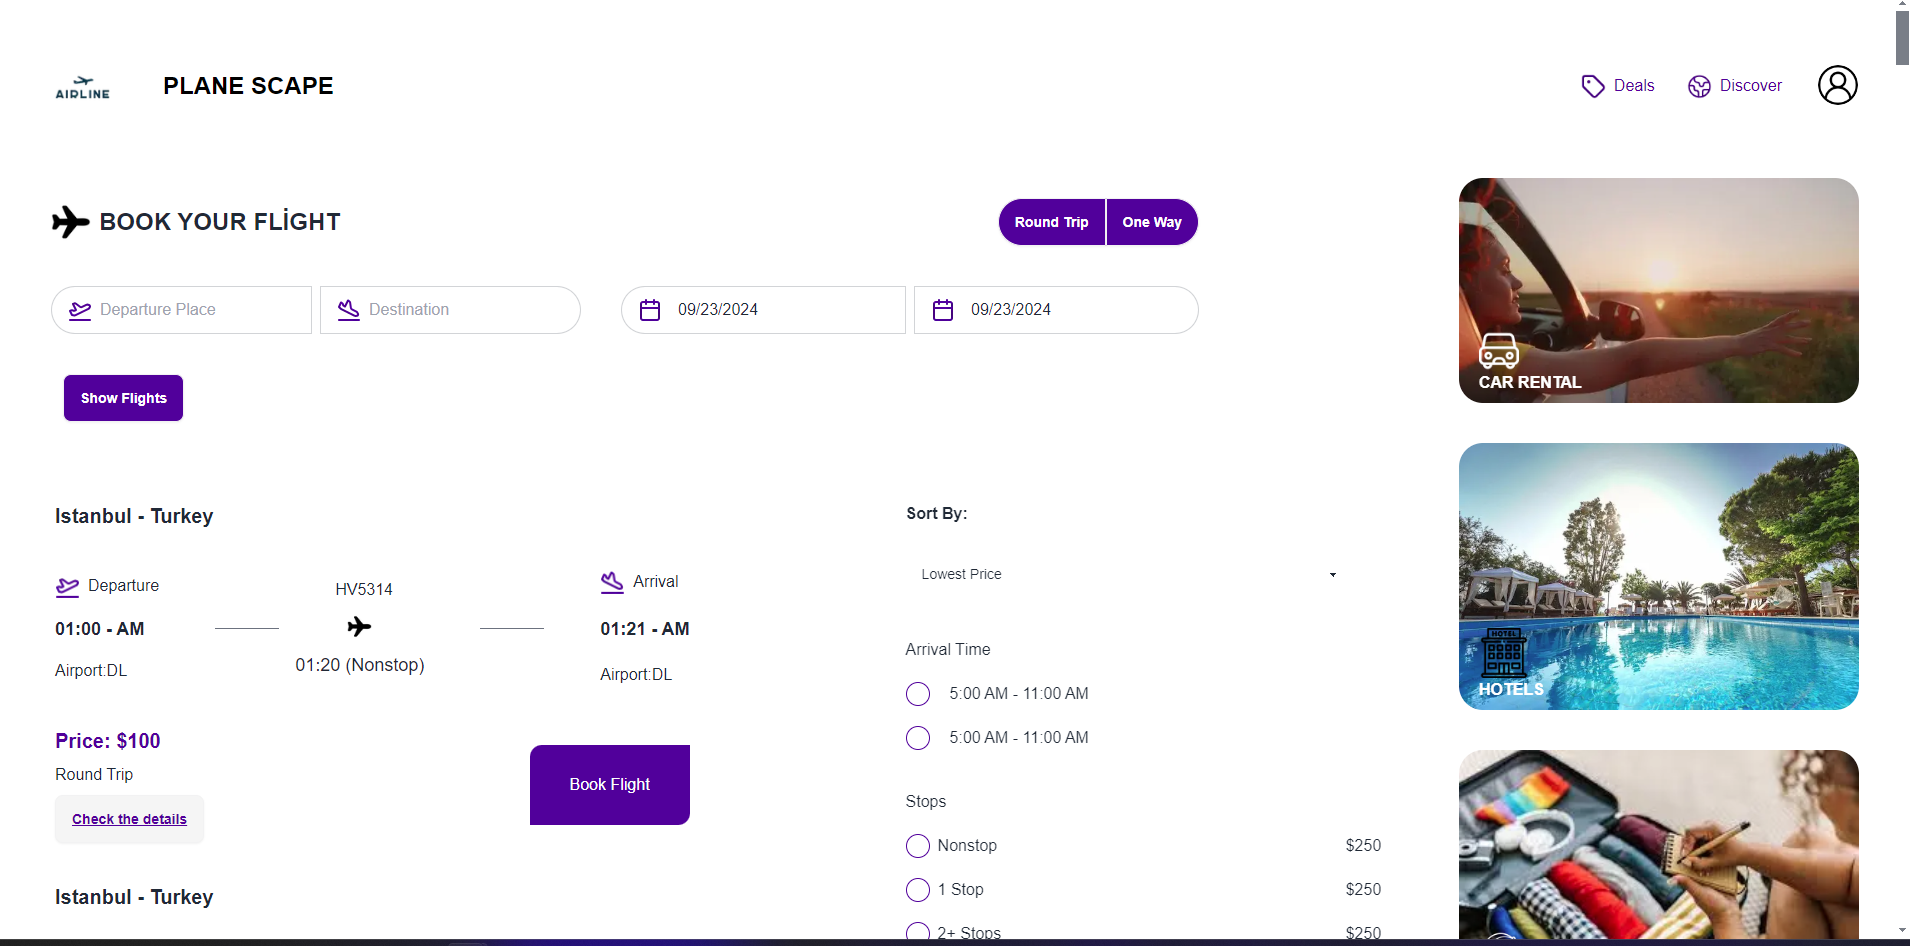 AIRLINE
PLANE SCAPE
Deals
Discover
BOOK YOUR FLİGHT
Round Trip
One Way
Departure Place
Destination
09/23/2024
09/23/2024
Show Flights
Istanbul - Turkey
Departure
01:00 - AM
Airport:DL
HV5314
01:20 (Nonstop)
Arrival
01:21 - AM
Airport:DL
Price: $100
Round Trip
Check the details
Book Flight
Istanbul - Turkey
Sort By:
Lowest Price
Arrival Time
5:00 AM - 11:00 AM
5:00 AM - 11:00 AM
Stops
Nonstop $250
1 Stop $250
2+ Stops $250
CAR RENTAL
HOTEL
HOTELS